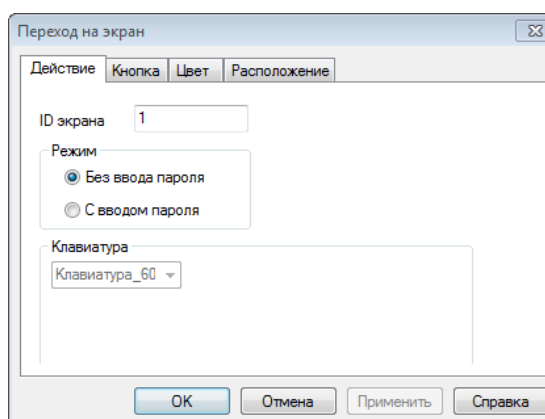 Переход на экран
Действие Кнопка Цвет Расположение
ID экрана 1
Режим
Без ввода пароля
С вводом пароля
Клавиатура
Клавиатура_60
OK Отмена Применить Справка